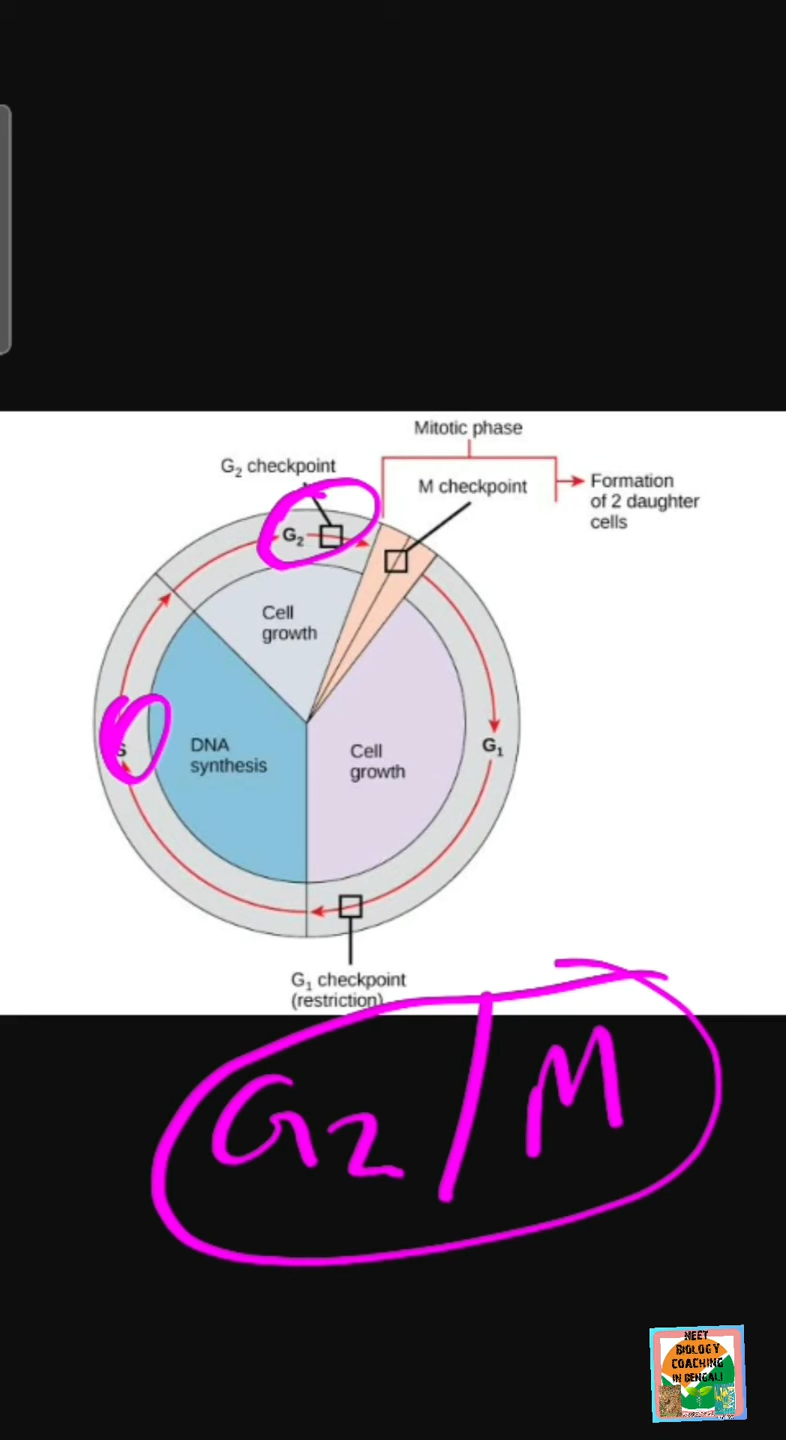 Mitotic phase
G₂ checkpoint
M checkpoint
Formation
of 2 daughter
cells
G₂
Cell
growth
S
DNA
synthesis
Cell
growth
G₁
G₁ checkpoint
(restriction)
G2/M
NEET
BIOLOGY
COACHING
IN BENGALI